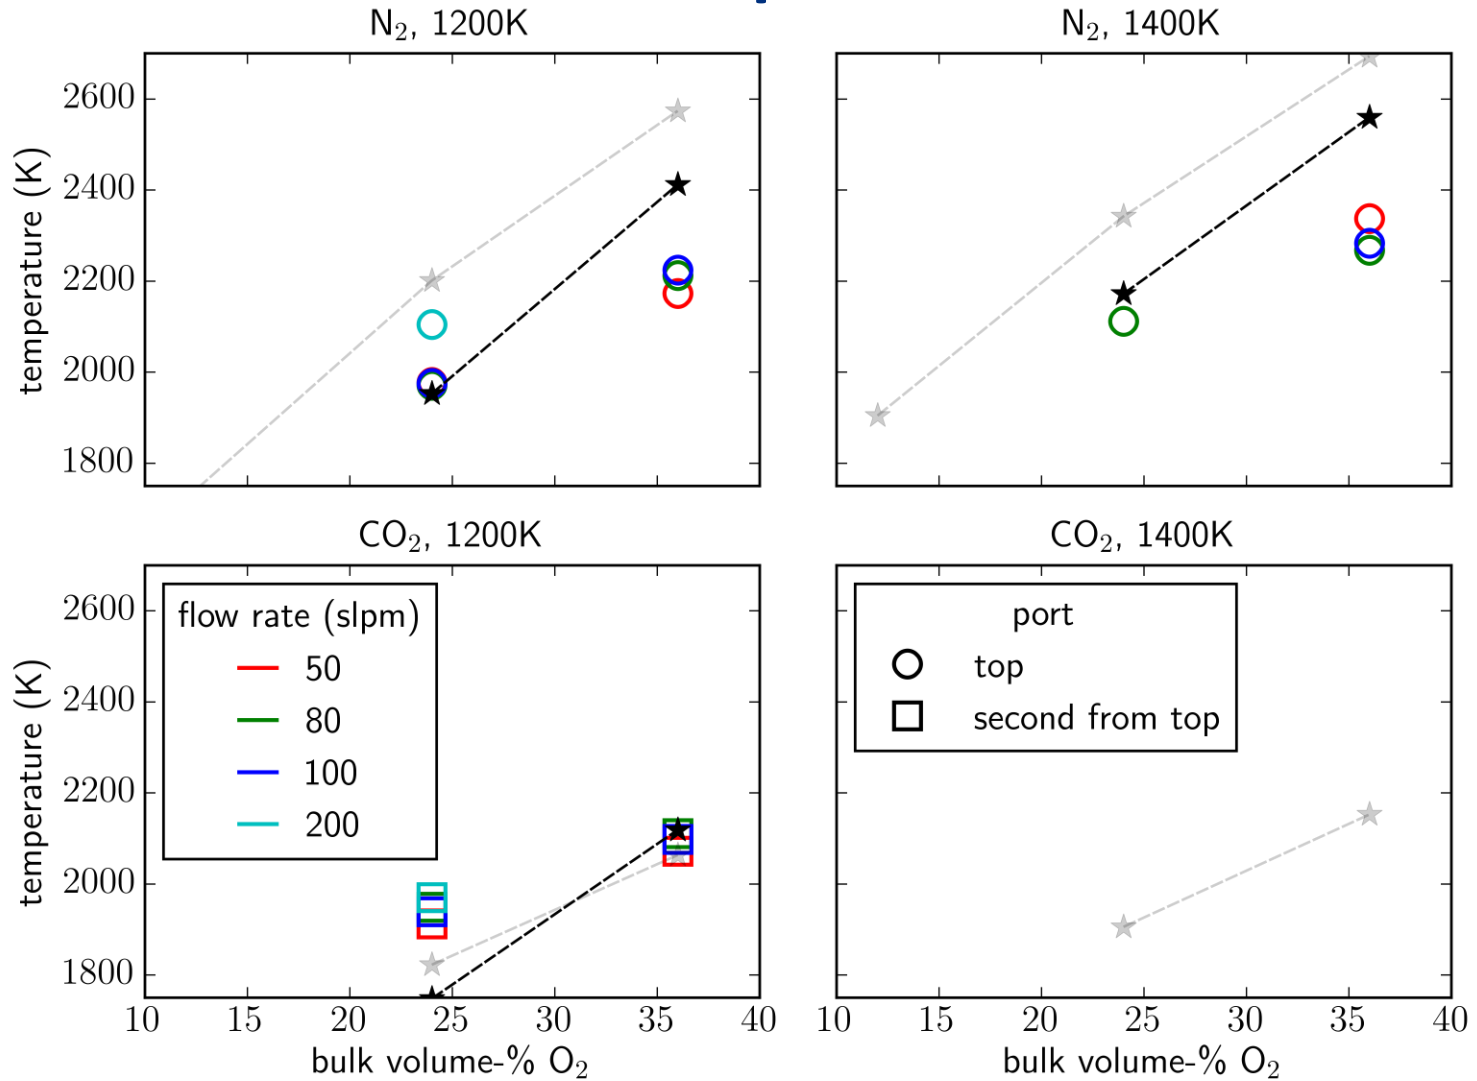 N₂, 1200K
N₂, 1400K
temperature (K)
2600
2400
2200
2000
1800
CO₂, 1200K
CO₂, 1400K
temperature (K)
2600
2400
2200
2000
1800
flow rate (slpm)
50
80
100
200
port
top
second from top
10 15 20 25 30 35 40
10 15 20 25 30 35 40
bulk volume-% O₂
bulk volume-% O₂